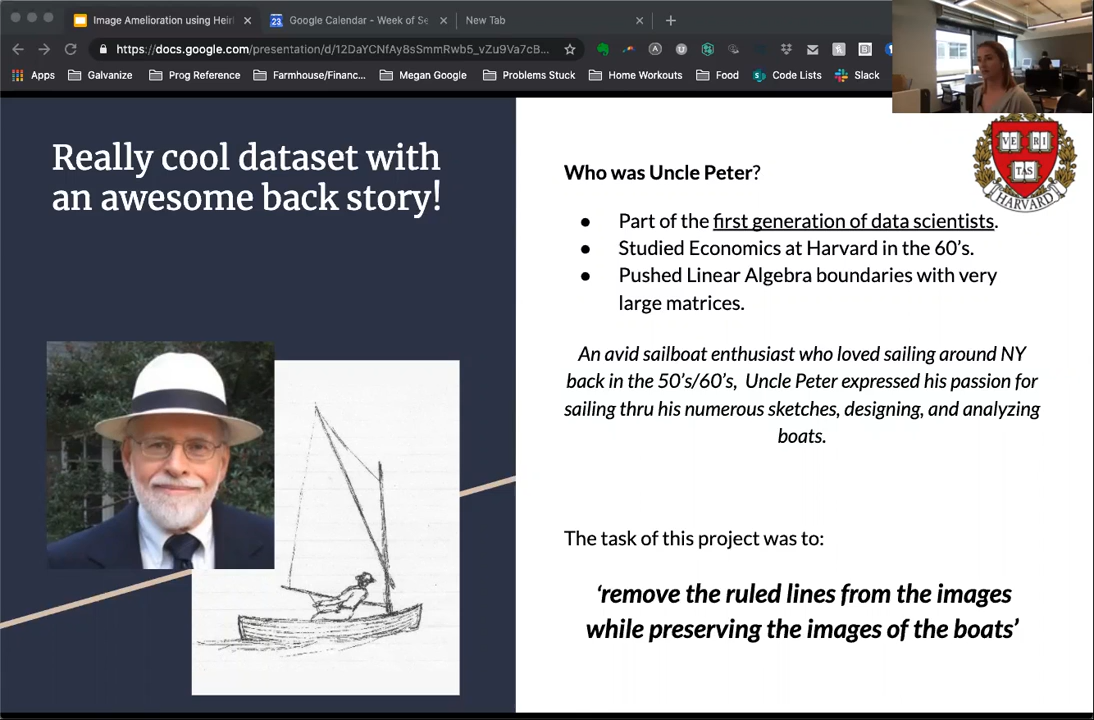 Image Amelioration using Heirl
Google Calendar - Week of Se
New Tab
https://docs.google.com/presentation/d/12DaYCNfAy8sSmmRwb5_vZu9Va7cB...
Apps
Galvanize
Prog Reference
Farmhouse/Financ...
Megan Google
Problems Stuck
Home Workouts
Food
Code Lists
Slack
Really cool dataset with
an awesome back story!
VE RI
TAS
HARVARD
Who was Uncle Peter?
● Part of the first generation of data scientists.
● Studied Economics at Harvard in the 60’s.
● Pushed Linear Algebra boundaries with very
large matrices.
An avid sailboat enthusiast who loved sailing around NY
back in the 50’s/60’s, Uncle Peter expressed his passion for
sailing thru his numerous sketches, designing, and analyzing
boats.
The task of this project was to:
‘remove the ruled lines from the images
while preserving the images of the boats’